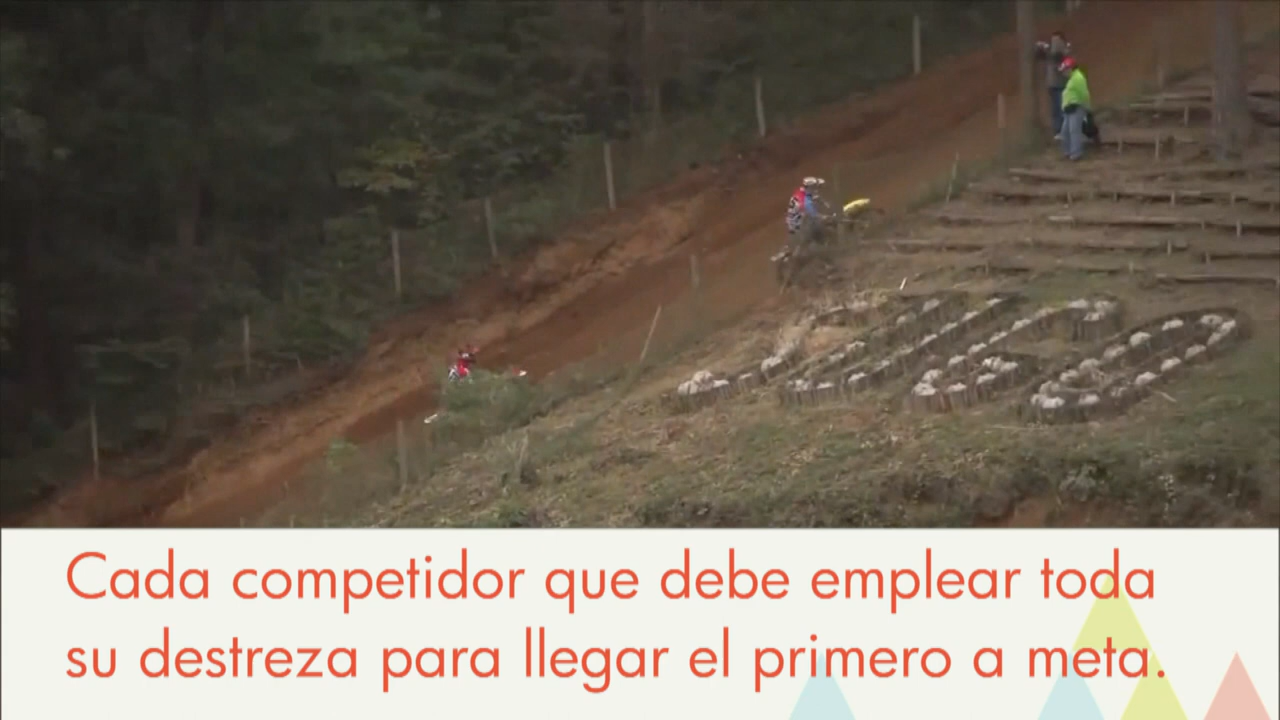 Cada competidor que debe emplear toda
su destreza para llegar el primero a meta.